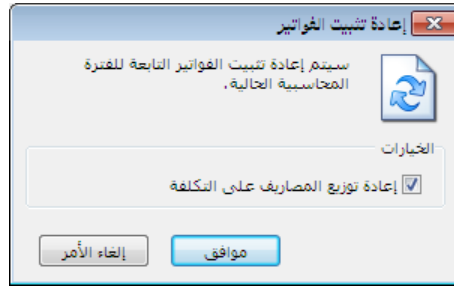 إعادة تثبيت الفواتير
سيتم إعادة تثبيت الفواتير التابعة للفترة
المحاسبية الحالية.
الخيارات
إعادة توزيع المصاريف على التكلفة
موافق
إلغاء الأمر